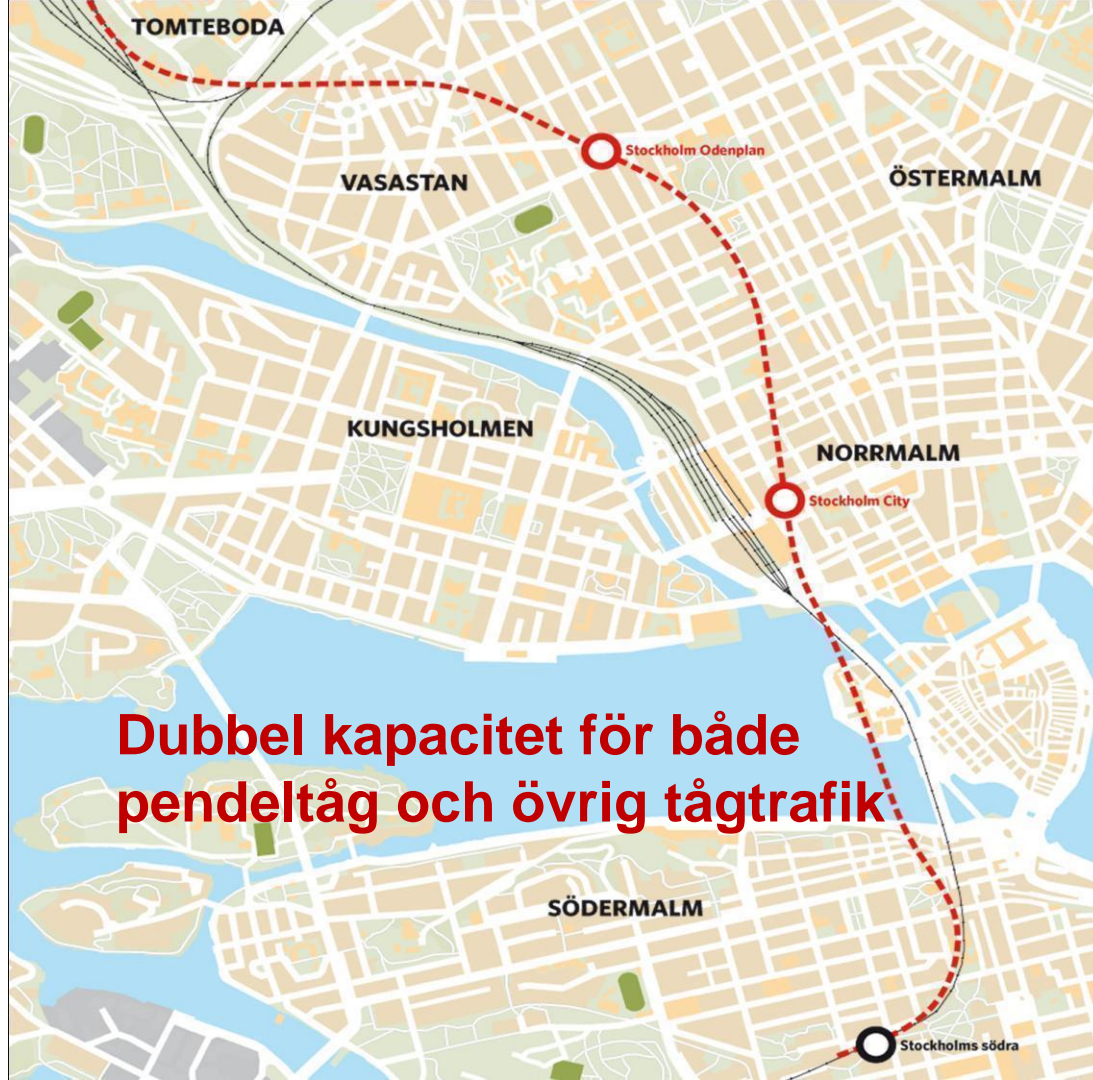 TOMTEBODA
Stockholm Odenplan
VASASTAN
ÖSTERMALM
KUNGSHOLMEN
NORRMALM
Stockholm City
Dubbel kapacitet för både
pendeltåg och övrig tågtrafik
SÖDERMALM
Stockholms södra